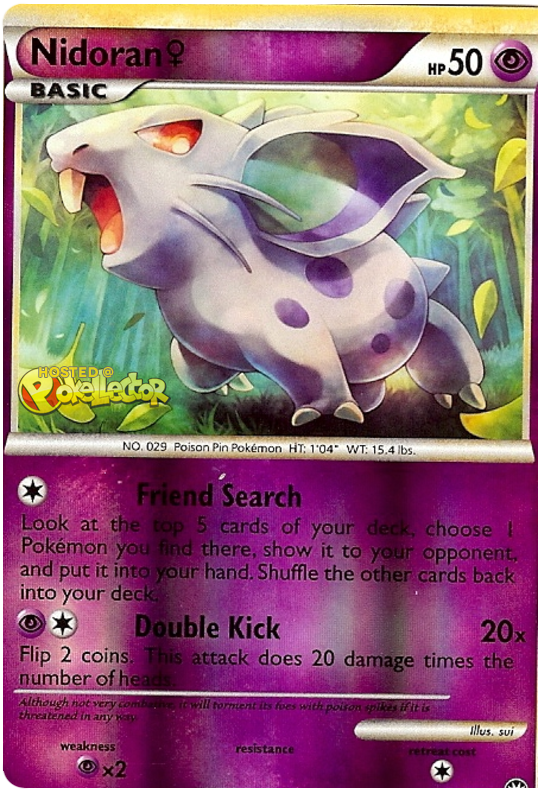 Nidoran♀
HP 50
BASIC
HOSTED @
Pokellector
NO. 029 Poison Pin Pokémon HT: 1'04" WT: 15.4 lbs.
Friend Search
Look at the top 5 cards of your deck, choose 1
Pokémon you find there, show it to your opponent,
and put it into your hand. Shuffle the other cards back
into your deck.
Double Kick 20x
Flip 2 coins. This attack does 20 damage times the
number of heads.
Although not very combative, it will torment its foes with poison spikes if it is
threatened in any way.
Illus. sui
weakness resistance retreat cost
x2